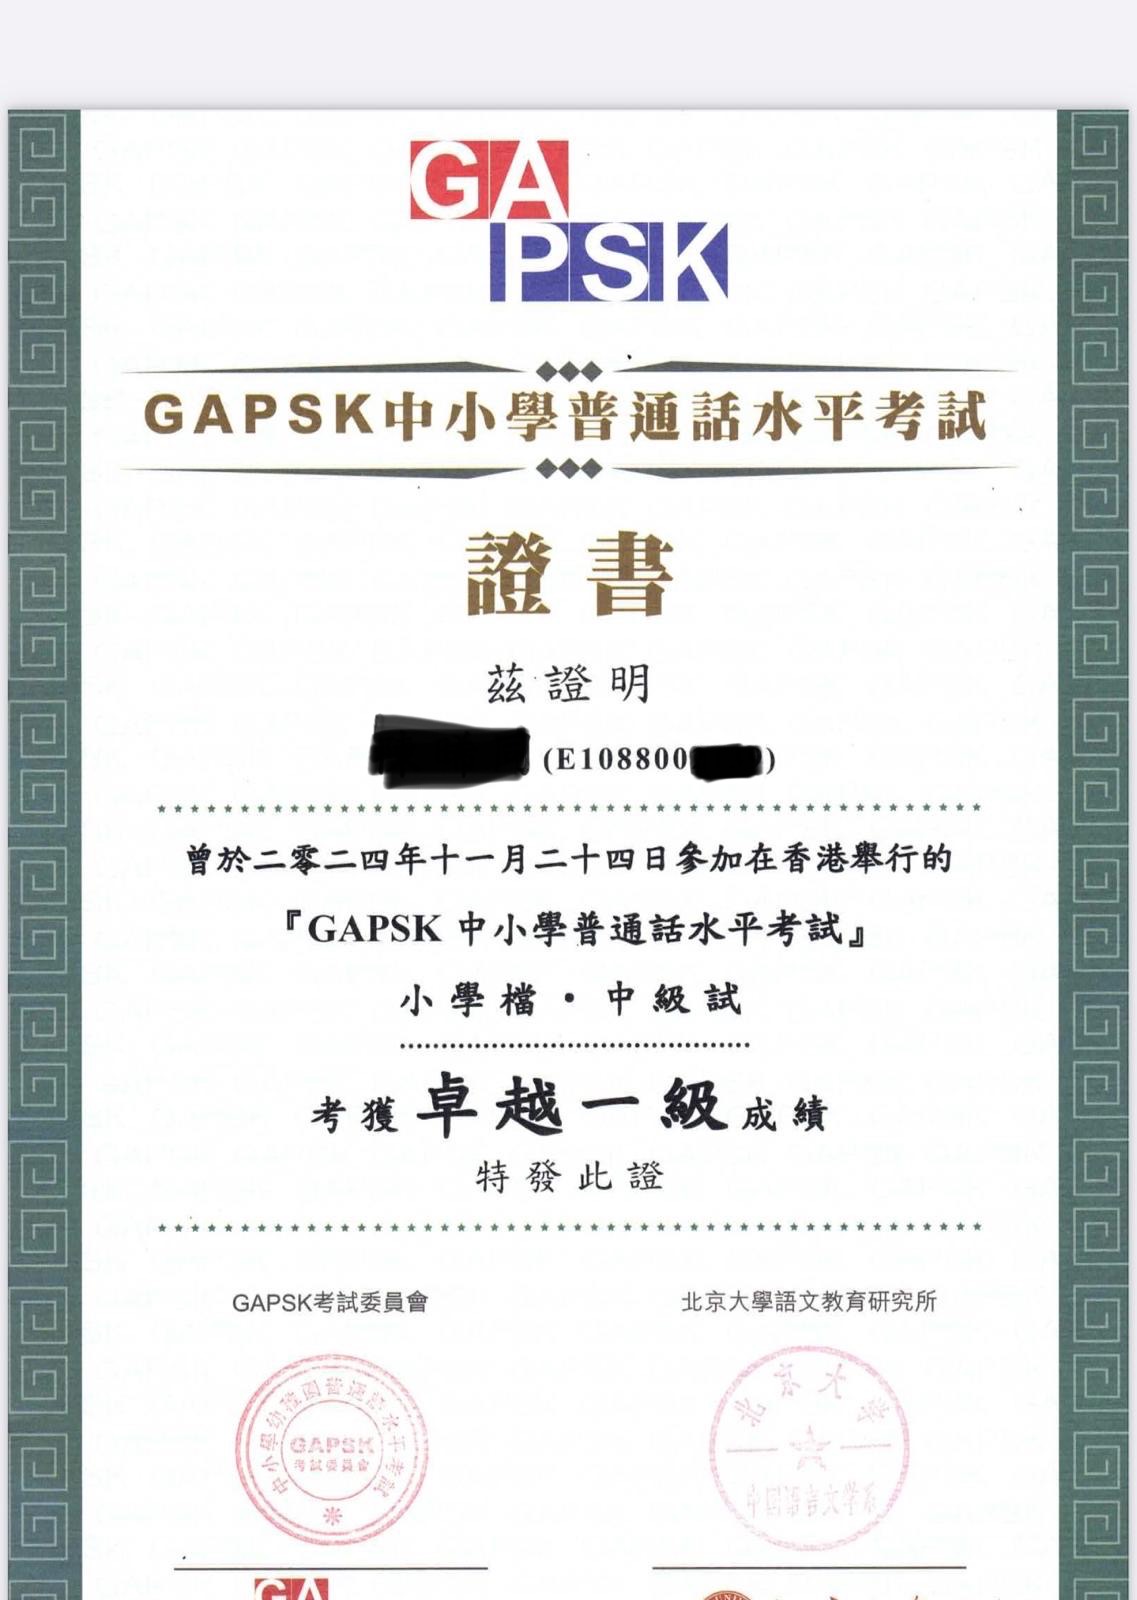 GA
PSK
GAPSK中小學普通話水平考試
證書
茲證明
(E108800 )
曾於二零二四年十一月二十四日參加在香港舉行的
『GAPSK 中小學普通話水平考試』
小學檔・中級試
考獲卓越一級成績
特發此證
GAPSK考試委員會
北京大學語文教育研究所
中小學幼稚園普通話水平考試
GAPSK
考試委員會
北京大学
中国语言文学系
GA